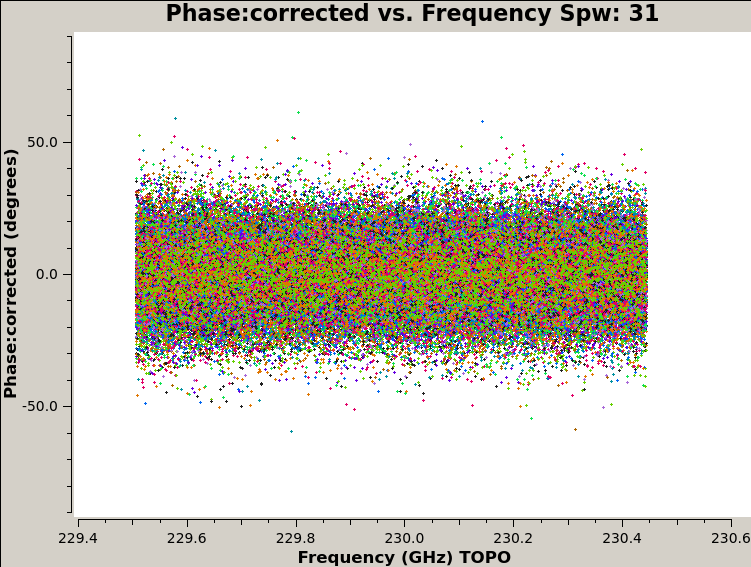 Phase:corrected vs. Frequency Spw: 31
Phase:corrected (degrees)
50.0
0.0
-50.0
229.4 229.6 229.8 230.0 230.2 230.4 230.6
Frequency (GHz) TOPO